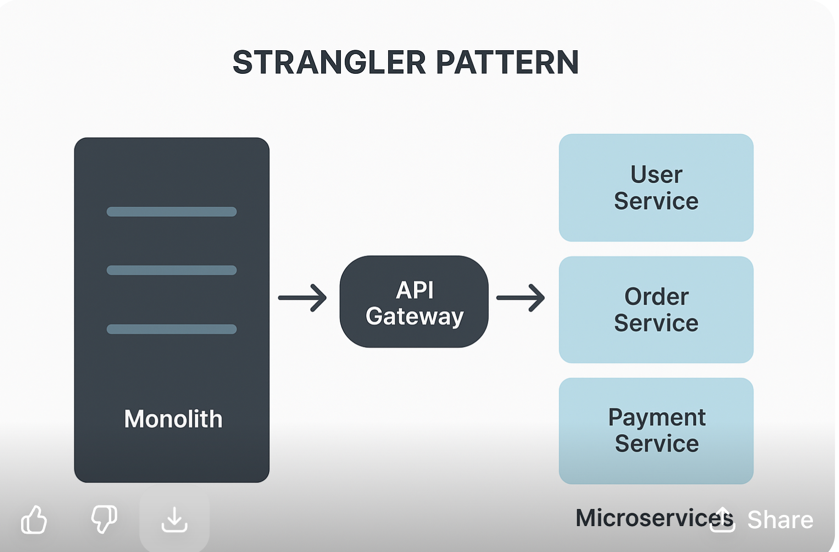 STRANGLER PATTERN
Monolith
API
Gateway
User
Service
Order
Service
Payment
Service
Microservices
Share